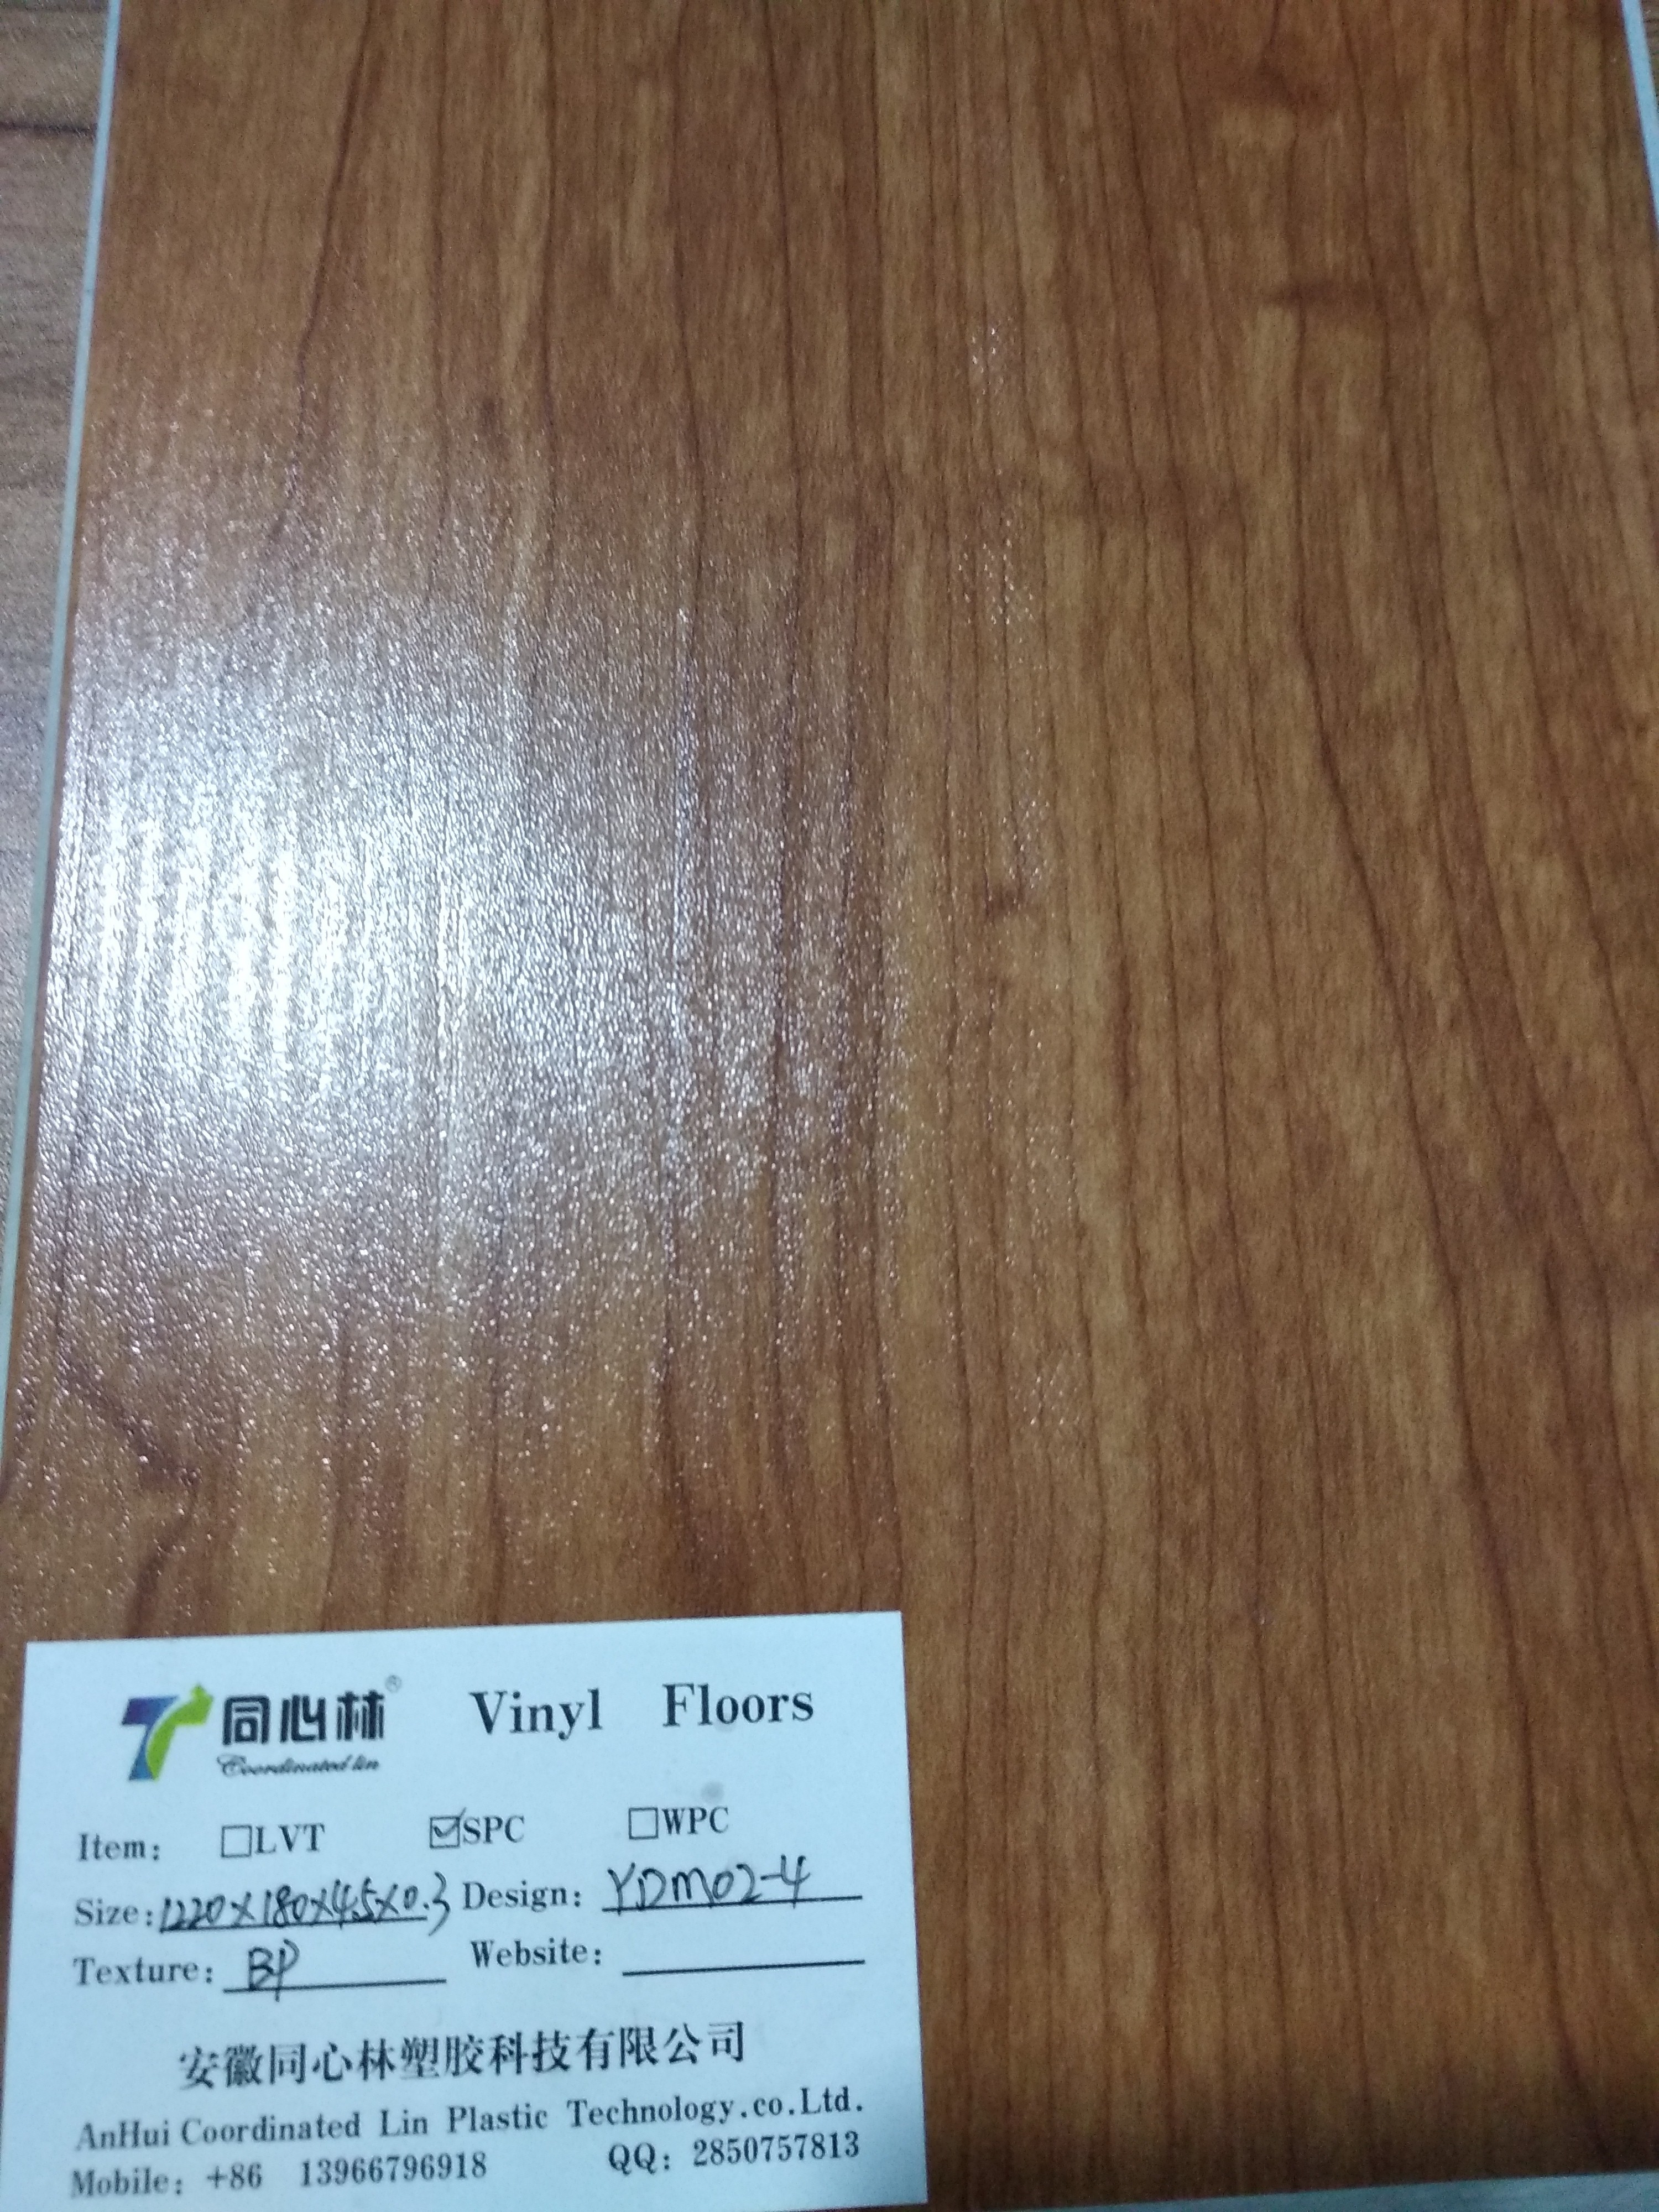 同心林® Vinyl Floors
Coordinated lin
Item: □LVT ☑SPC □WPC
Size: 1220×180×4.5×0.3 Design: YDM02-4
Texture: BP Website:
安徽同心林塑胶科技有限公司
AnHui Coordinated Lin Plastic Technology.co.Ltd.
Mobile: +86 13966796918 QQ: 2850757813